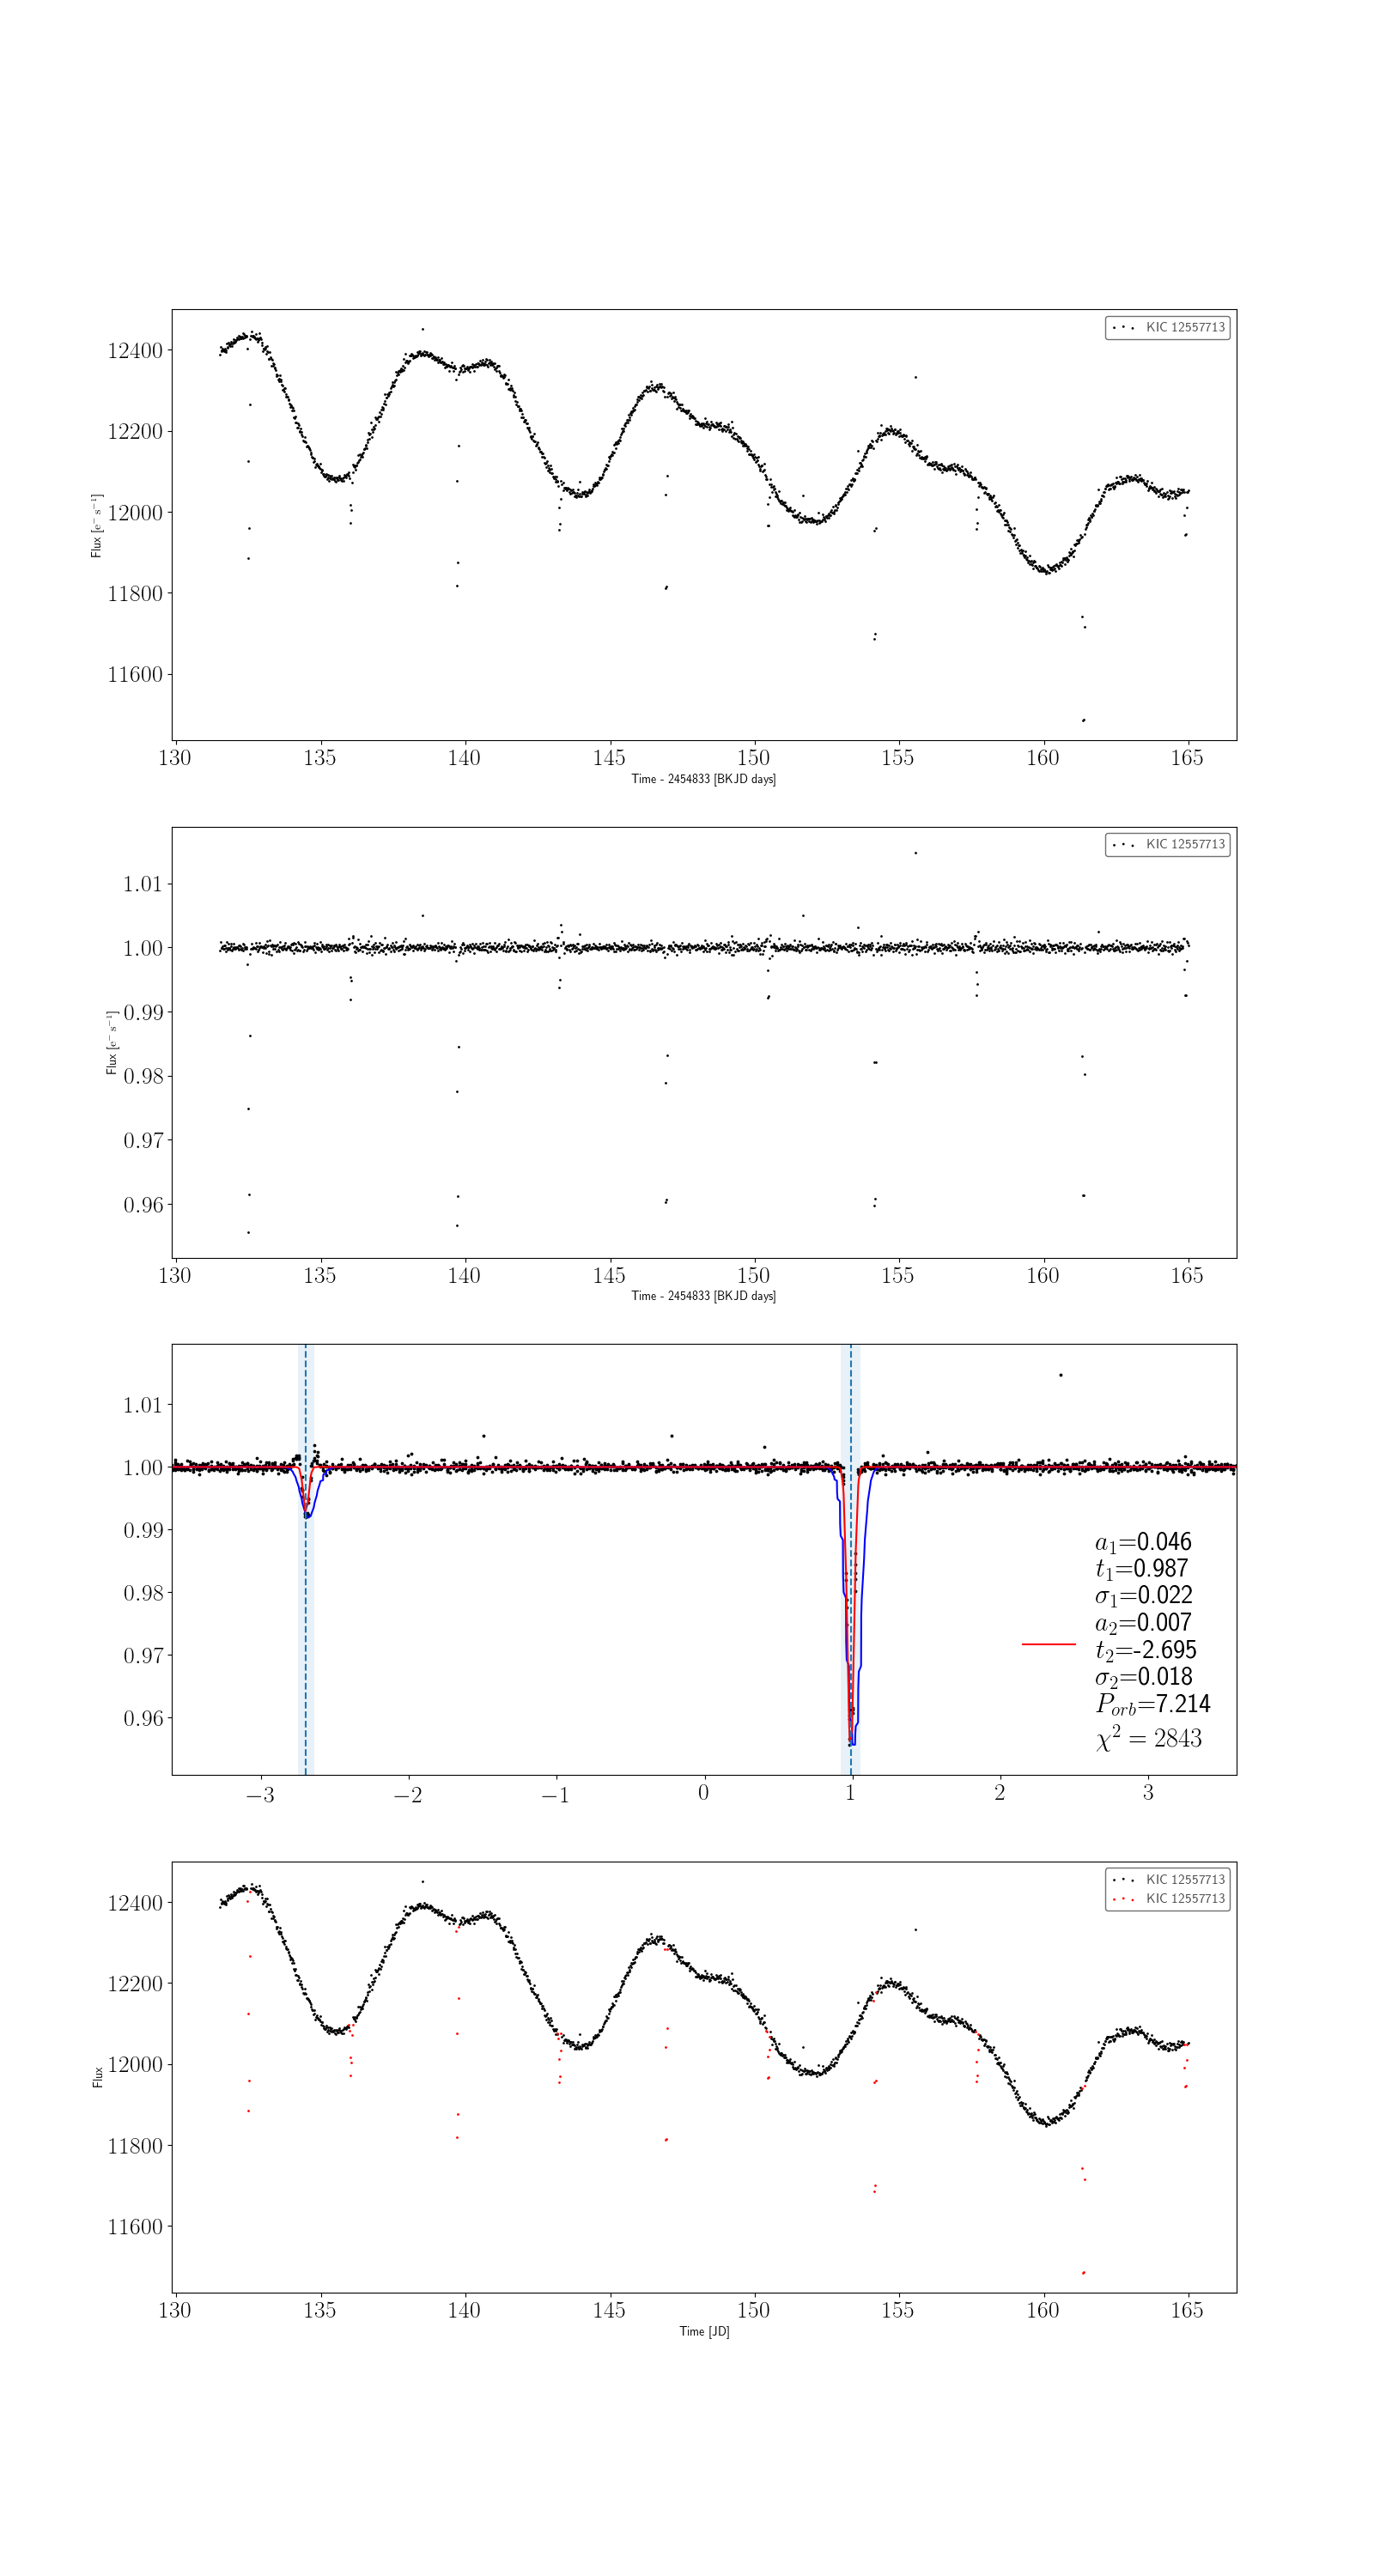 KIC 12557713
12400
12200
12000
11800
11600
Flux [e⁻ s⁻¹]
130 135 140 145 150 155 160 165
Time - 2454833 [BKJD days]
KIC 12557713
1.01
1.00
0.99
0.98
0.97
0.96
Flux [e⁻ s⁻¹]
130 135 140 145 150 155 160 165
Time - 2454833 [BKJD days]
1.01
1.00
0.99
0.98
0.97
0.96
a₁=0.046
t₁=0.987
σ₁=0.022
a₂=0.007
t₂=-2.695
σ₂=0.018
P_orb=7.214
χ² = 2843
−3 −2 −1 0 1 2 3
KIC 12557713
KIC 12557713
12400
12200
12000
11800
11600
Flux
130 135 140 145 150 155 160 165
Time [JD]